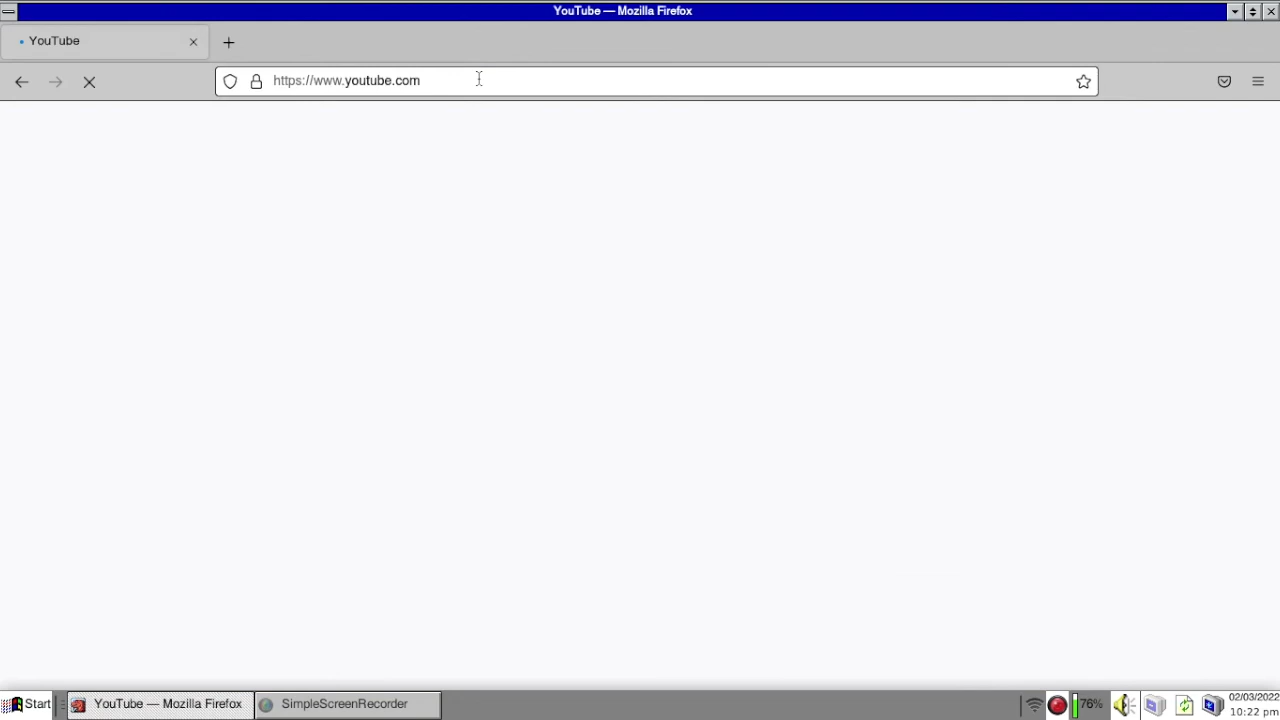 YouTube — Mozilla Firefox
YouTube
https://www.youtube.com
Start
YouTube — Mozilla Firefox
SimpleScreenRecorder
76%
02/03/2022
10:22 pm